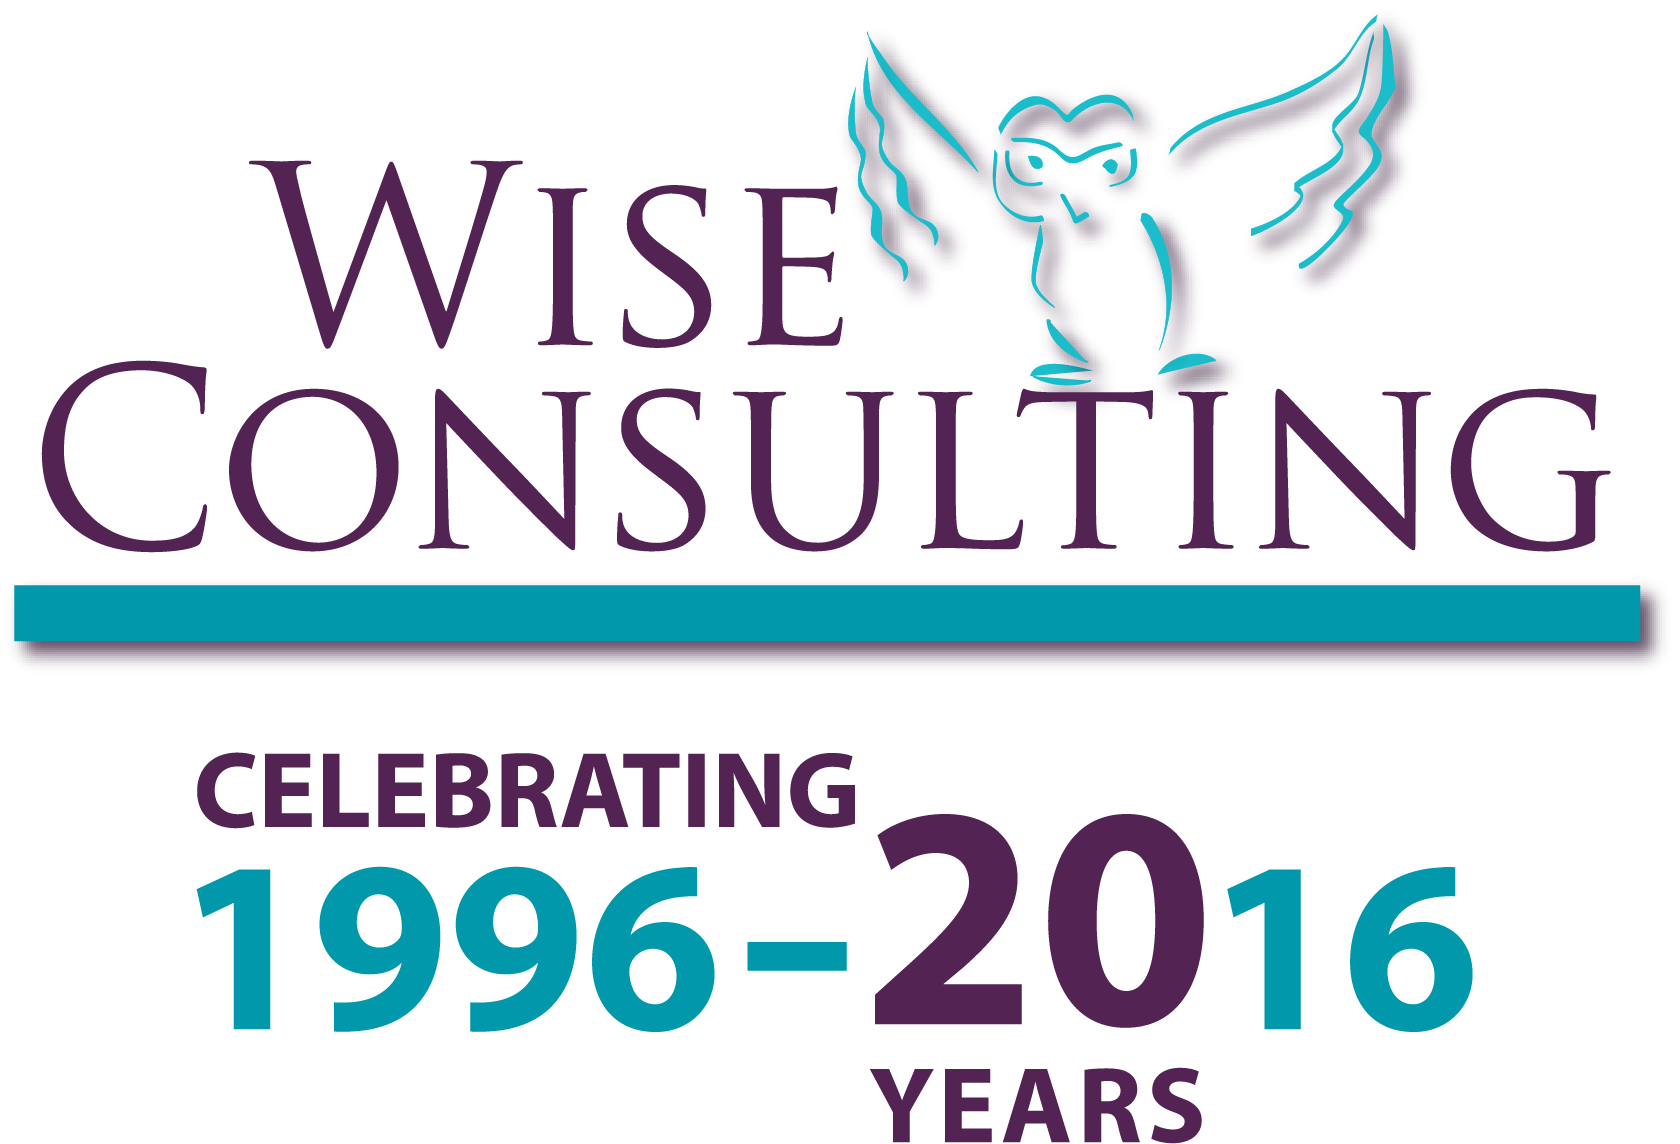 WISE
CONSULTING
CELEBRATING
1996–2016
YEARS